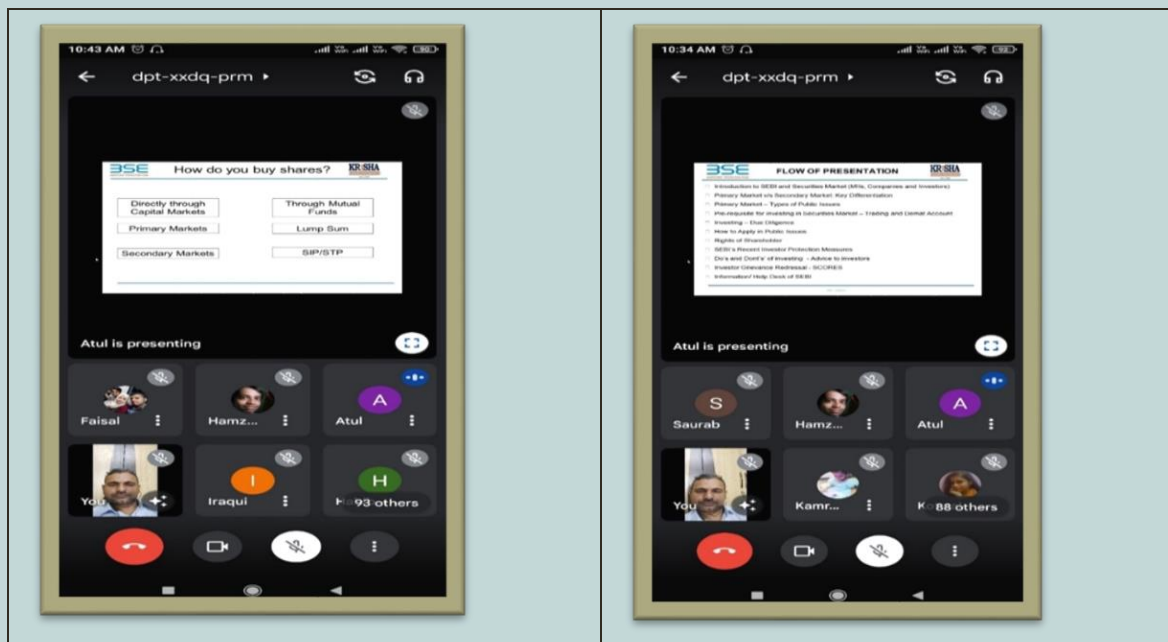 10:43 AM
90
dpt-xxdq-prm
BSE
How do you buy shares?
KRISHA
Directly through
Capital Markets
Through Mutual
Funds
Primary Markets
Lump Sum
Secondary Markets
SIP/STP
Atul is presenting
Faisal
Hamz...
A
Atul
You
I
Iraqui
H
93 others
10:34 AM
92
dpt-xxdq-prm
BSE
FLOW OF PRESENTATION
KRISHA
Introduction to SEBI and Securities Market (MIIs, Companies and Investors)
Primary Market v/s Secondary Market: Key Differentiation
Primary Market – Types of Public Issues
Pre-requisite for investing in Securities Market – Trading and Demat Account
Investing – Due Diligence
How to Apply in Public Issues
Rights of Shareholder
SEBI's Recent Investor Protection Measures
Do's and Dont's' of Investing - Advice to Investors
Investor Grievance Redressal - SCORES
Information/ Help Desk of SEBI
Atul is presenting
S
Saurab
Hamz...
A
Atul
You
Kamr...
K
88 others